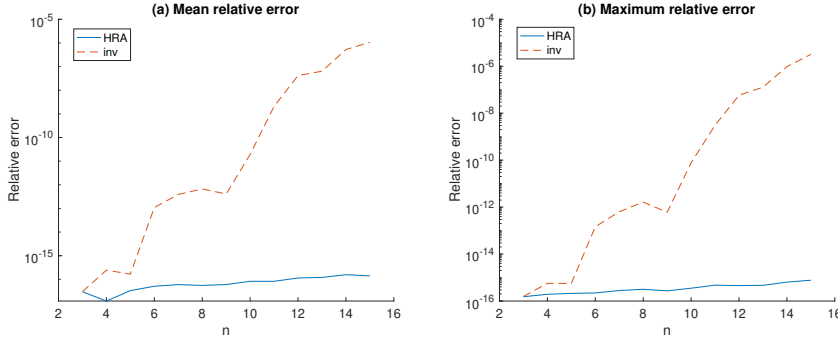 (a) Mean relative error
10^-5
HRA
inv
10^-10
10^-15
Relative error
2 4 6 8 10 12 14 16
n
(b) Maximum relative error
10^-4
HRA
inv
10^-6
10^-8
10^-10
10^-12
10^-14
10^-16
Relative error
2 4 6 8 10 12 14 16
n